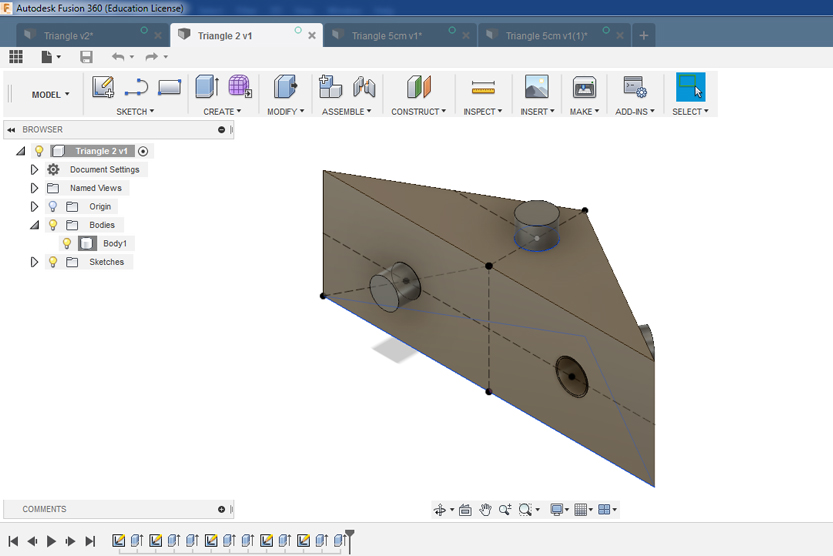 Autodesk Fusion 360 (Education License)
Triangle v2*
Triangle 2 v1
Triangle 5cm v1*
Triangle 5cm v1(1)*
MODEL
SKETCH
CREATE
MODIFY
ASSEMBLE
CONSTRUCT
INSPECT
INSERT
MAKE
ADD-INS
SELECT
BROWSER
Triangle 2 v1
Document Settings
Named Views
Origin
Bodies
Body1
Sketches
COMMENTS